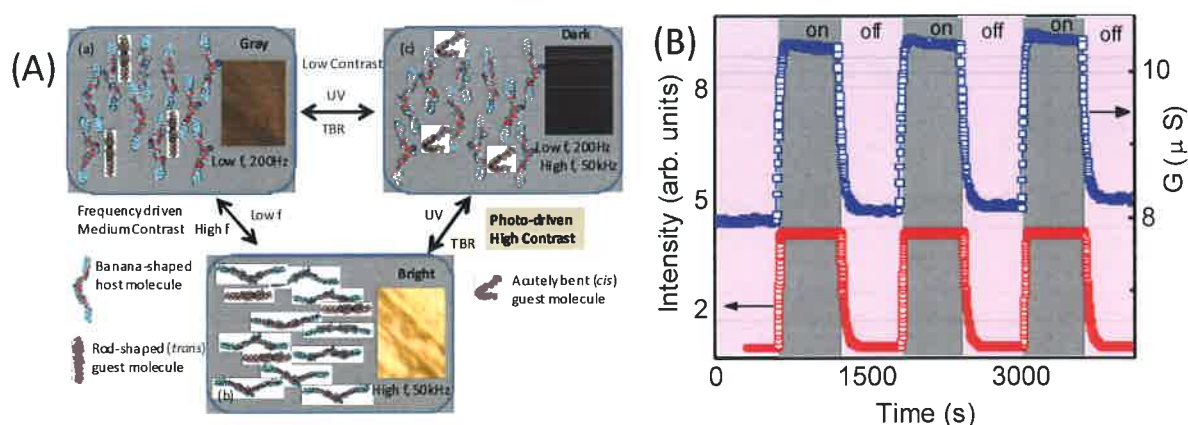 (A)
(a)
Gray
Low f, 200Hz
Low Contrast
UV
TBR
(c)
Dark
Low f, 200Hz
High f, 50kHz
Frequency driven
Medium Contrast
Low f
High f
UV
TBR
Photo-driven
High Contrast
Banana-shaped
host molecule
Rod-shaped (trans)
guest molecule
Bright
High f, 50kHz
(b)
Acutely bent (cis)
guest molecule
(B)
on
off
on
off
on
off
Intensity (arb. units)
8
5
2
10
8
G (μ S)
0
1500
3000
Time (s)